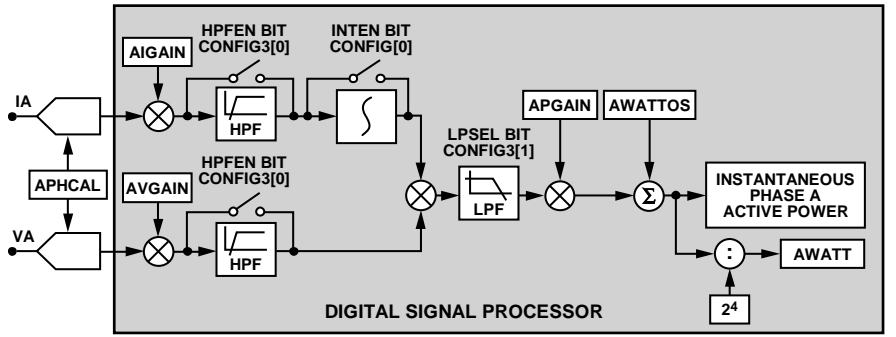 HPFEN BIT
CONFIG3[0]
INTEN BIT
CONFIG[0]
AIGAIN
IA
HPF
APGAIN
AWATTOS
LPSEL BIT
CONFIG3[1]
HPFEN BIT
CONFIG3[0]
APHCAL
AVGAIN
INSTANTANEOUS
PHASE A
ACTIVE POWER
LPF
Σ
VA
HPF
:
AWATT
2⁴
DIGITAL SIGNAL PROCESSOR